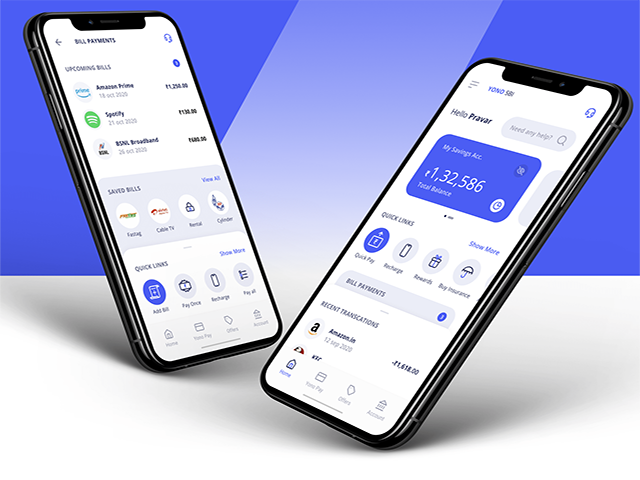 BILL PAYMENTS
UPCOMING BILLS
prime
Amazon Prime
18 oct 2020
₹1,250.00
Spotify
21 oct 2020
₹130.00
BSNL
BSNL Broadband
26 oct 2020
₹680.00
SAVED BILLS
View All
Fastag
Cable TV
Rental
Cylinder
QUICK LINKS
Show More
Add Bill
Pay Once
Recharge
Pay all
Home
Yono Pay
Offers
Account
YONO SBI
Hello Pravar
Need any help?
My Savings Acc.
₹1,32,586
Total Balance
QUICK LINKS
Show More
Quick Pay
Recharge
Rewards
Buy Insurance
BILL PAYMENTS
RECENT TRANSCATIONS
Amazon.in
12 sep 2020
-₹1,618.00
Home
Yono Pay
Offers
Account